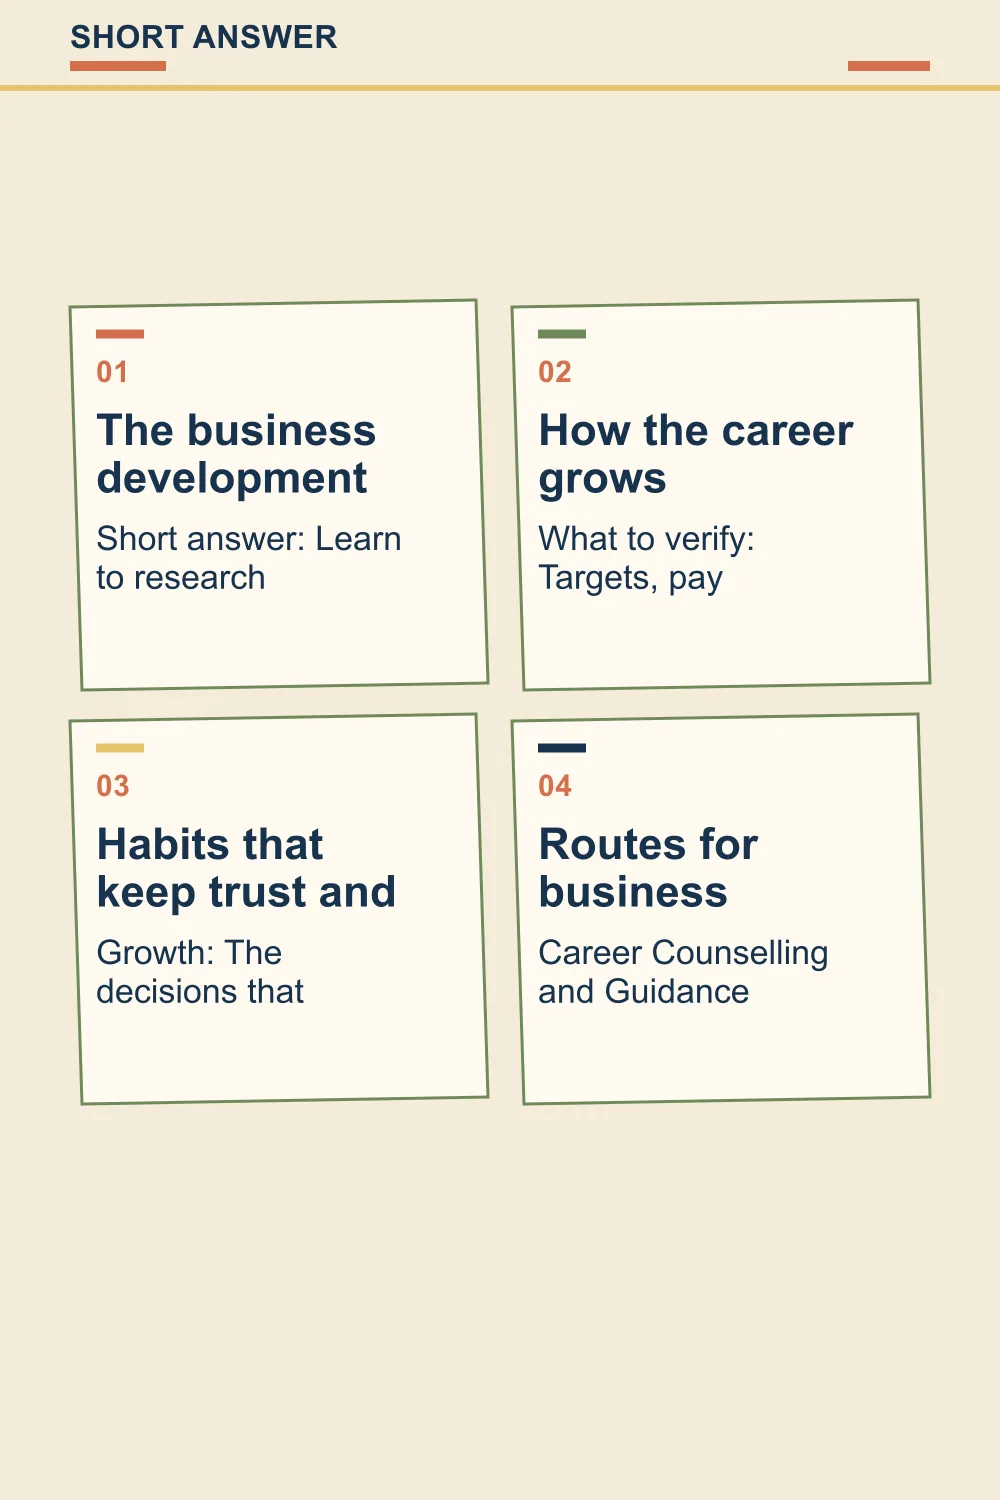 SHORT ANSWER
01
The business
development
Short answer: Learn
to research
02
How the career
grows
What to verify:
Targets, pay
03
Habits that
keep trust and
Growth: The
decisions that
04
Routes for
business
Career Counselling
and Guidance